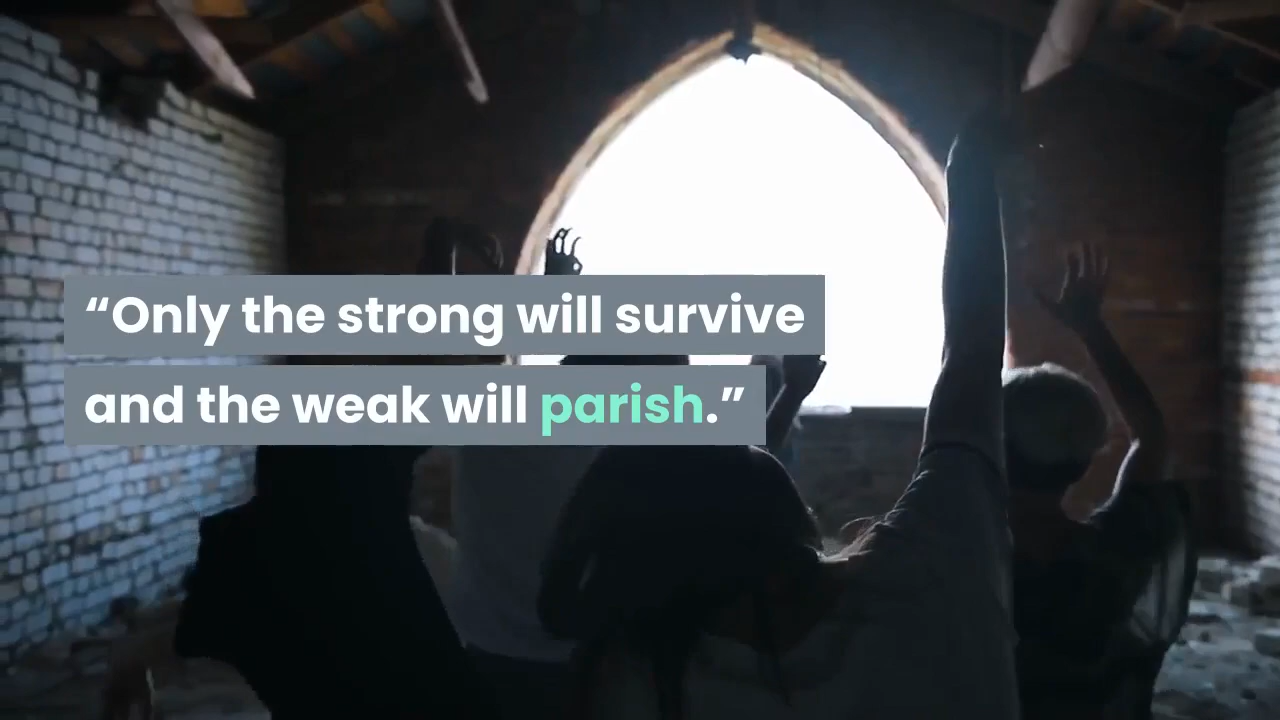 “Only the strong will survive
and the weak will parish.”